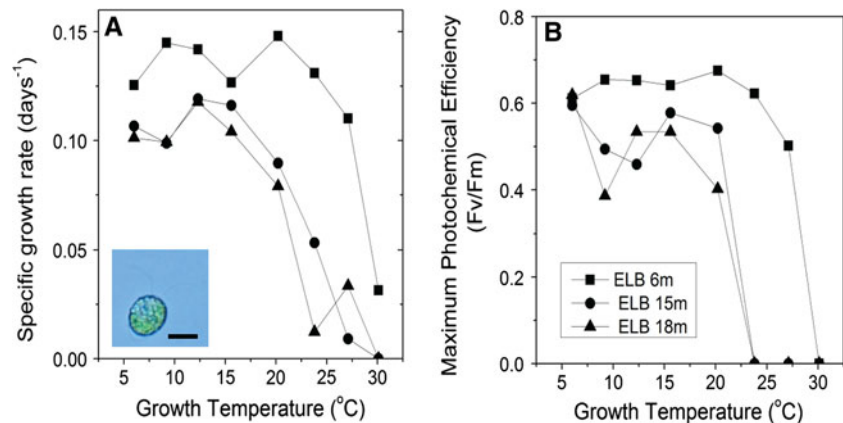 A
Specific growth rate (days⁻¹)
0.15
0.10
0.05
0.00
5 10 15 20 25 30
Growth Temperature (°C)
B
Maximum Photochemical Efficiency
(Fv/Fm)
0.8
0.6
0.4
0.2
0.0
ELB 6m
ELB 15m
ELB 18m
5 10 15 20 25 30
Growth Temperature (°C)